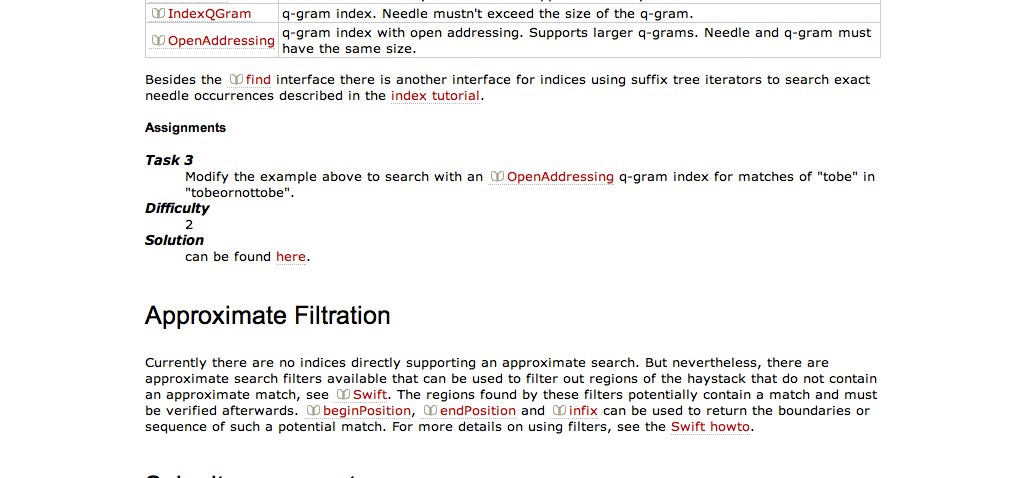 IndexQGram q-gram index. Needle mustn't exceed the size of the q-gram.
OpenAddressing q-gram index with open addressing. Supports larger q-grams. Needle and q-gram must
have the same size.
Besides the find interface there is another interface for indices using suffix tree iterators to search exact
needle occurrences described in the index tutorial.
Assignments
Task 3
Modify the example above to search with an OpenAddressing q-gram index for matches of "tobe" in
"tobeornottobe".
Difficulty
2
Solution
can be found here.
Approximate Filtration
Currently there are no indices directly supporting an approximate search. But nevertheless, there are
approximate search filters available that can be used to filter out regions of the haystack that do not contain
an approximate match, see Swift. The regions found by these filters potentially contain a match and must
be verified afterwards. beginPosition, endPosition and infix can be used to return the boundaries or
sequence of such a potential match. For more details on using filters, see the Swift howto.